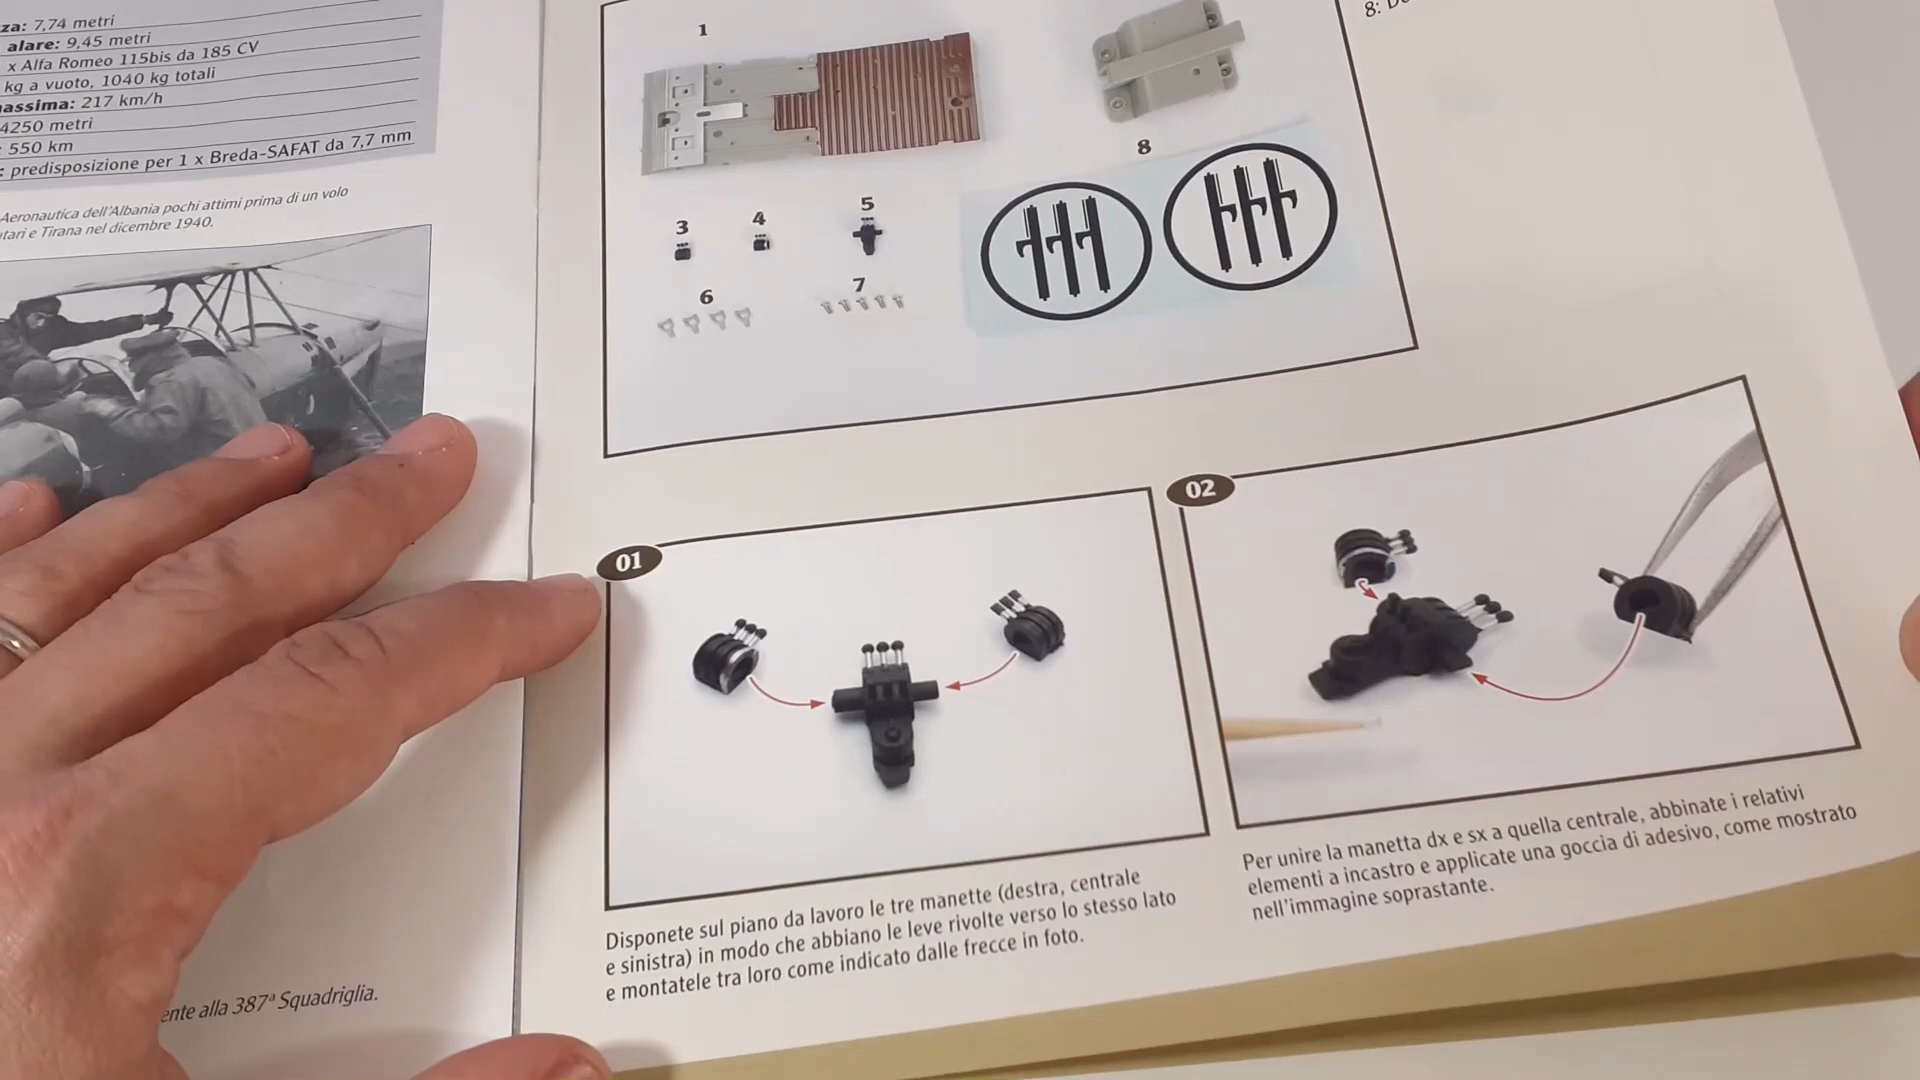 za: 7,74 metri
alare: 9,45 metri
x Alfa Romeo 115bis da 185 CV
kg a vuoto, 1040 kg totali
massima: 217 km/h
4250 metri
: 550 km
: predisposizione per 1 x Breda-SAFAT da 7,7 mm
Aeronautica dell'Albania pochi attimi prima di un volo
tari e Tirana nel dicembre 1940.
ente alla 387ª Squadriglia.
8:
1
8
3
4
5
6
7
01
Disponete sul piano da lavoro le tre manette (destra, centrale
e sinistra) in modo che abbiano le leve rivolte verso lo stesso lato
e montatele tra loro come indicato dalle frecce in foto.
02
Per unire la manetta dx e sx a quella centrale, abbinate i relativi
elementi a incastro e applicate una goccia di adesivo, come mostrato
nell'immagine soprastante.